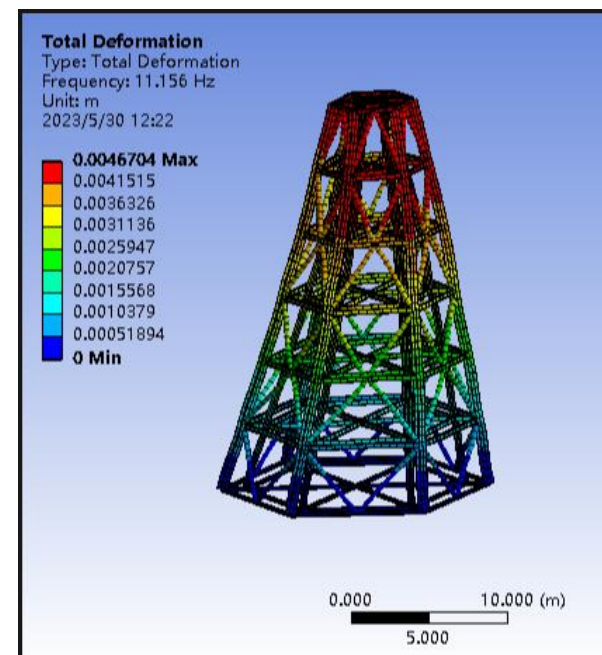 Total Deformation
Type: Total Deformation
Frequency: 11.156 Hz
Unit: m
2023/5/30 12:22
0.0046704 Max
0.0041515
0.0036326
0.0031136
0.0025947
0.0020757
0.0015568
0.0010379
0.00051894
0 Min
0.000 10.000 (m)
5.000